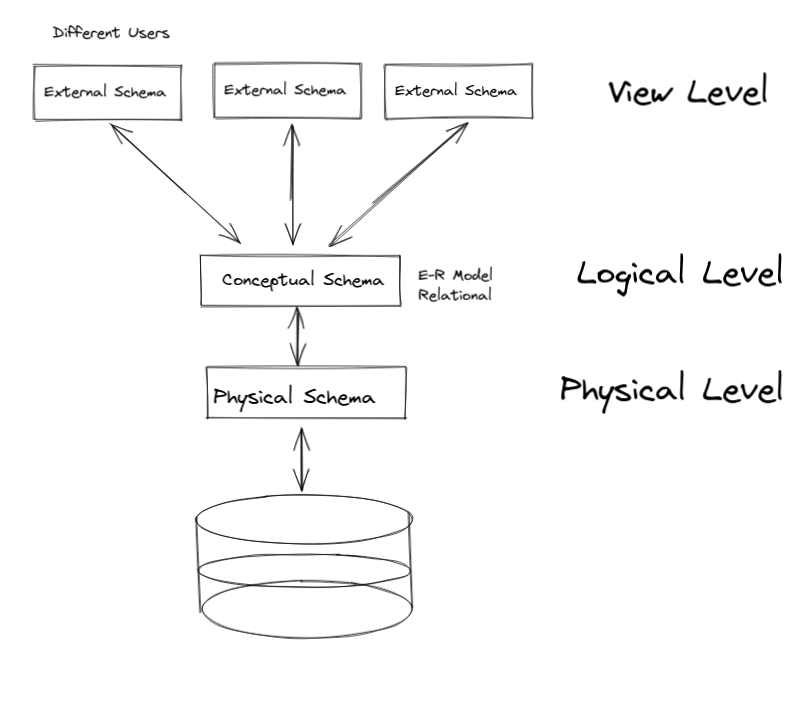 Different Users
External Schema
External Schema
External Schema
View Level
Conceptual Schema
E-R Model
Relational
Logical Level
Physical Schema
Physical Level